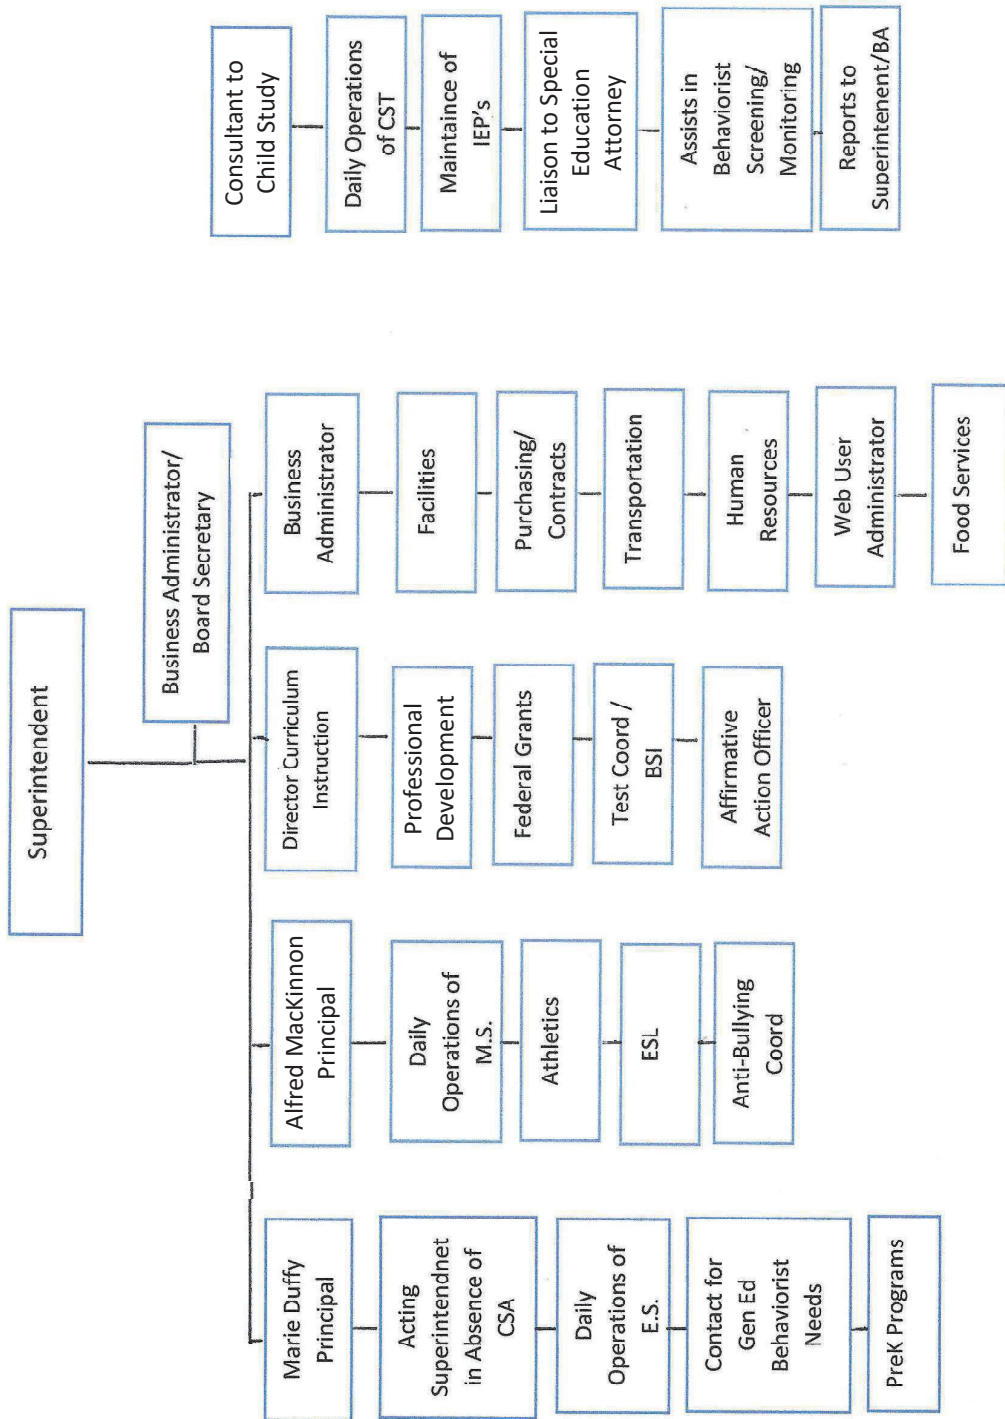 Superintendent
Business Administrator/
Board Secretary
Marie Duffy
Principal
Acting
Superintendnet
in Absence of
CSA
Daily
Operations of
E.S.
Contact for
Gen Ed
Behaviorist
Needs
PreK Programs
Alfred MacKinnon
Principal
Daily
Operations of
M.S.
Athletics
ESL
Anti-Bullying
Coord
Director Curriculum
Instruction
Professional
Development
Federal Grants
Test Coord /
BSI
Affirmative
Action Officer
Business
Administrator
Facilities
Purchasing/
Contracts
Transportation
Human
Resources
Web User
Administrator
Food Services
Consultant to
Child Study
Daily Operations
of CST
Maintaince of
IEP's
Liaison to Special
Education
Attorney
Assists in
Behaviorist
Screening/
Monitoring
Reports to
Superintenent/BA